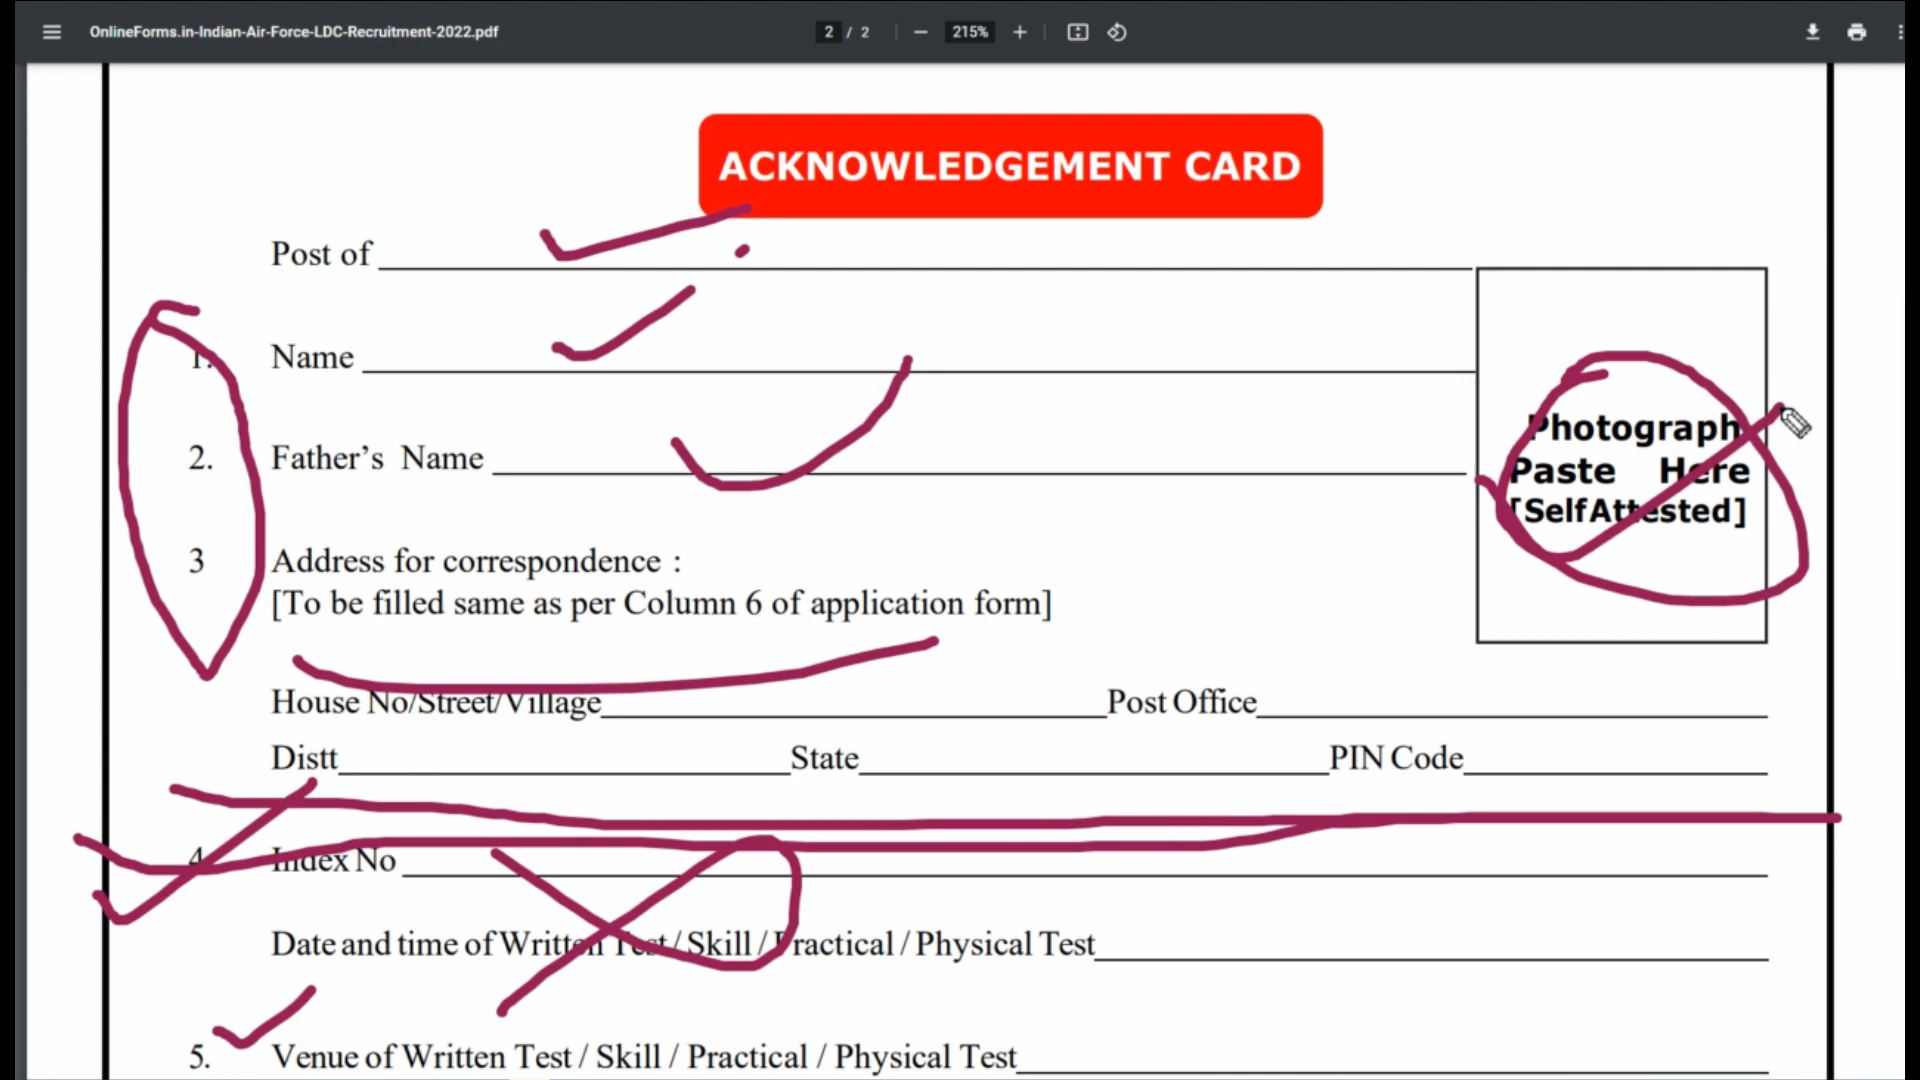 OnlineForms.in-Indian-Air-Force-LDC-Recruitment-2022.pdf 2 / 2 215%
ACKNOWLEDGEMENT CARD
Post of
1. Name
2. Father's Name
Photograph
Paste Here
[Self Attested]
3 Address for correspondence :
[To be filled same as per Column 6 of application form]
House No/Street/Village Post Office
Distt State PIN Code
4 Index No
Date and time of Written Test / Skill / Practical / Physical Test
5. Venue of Written Test / Skill / Practical / Physical Test